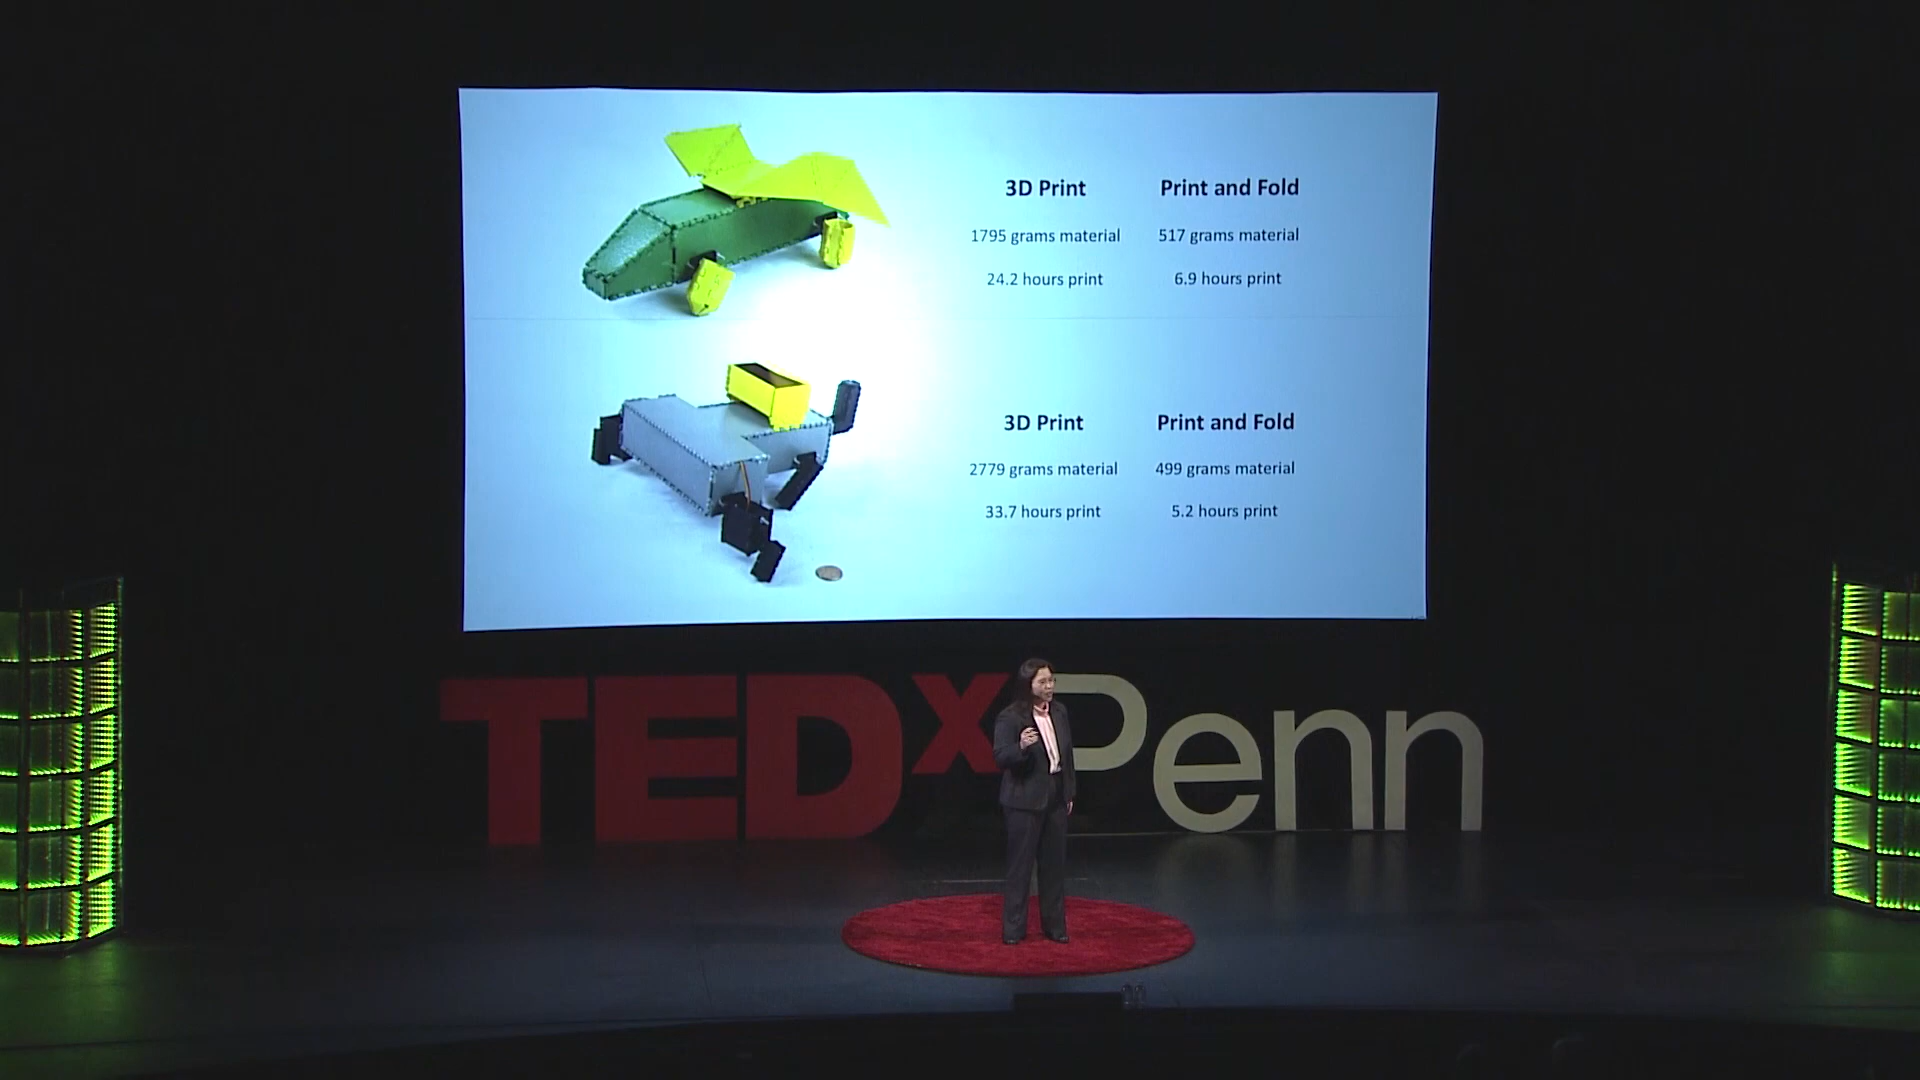 3D Print Print and Fold
1795 grams material 517 grams material
24.2 hours print 6.9 hours print
3D Print Print and Fold
2779 grams material 499 grams material
33.7 hours print 5.2 hours print
TEDxPenn